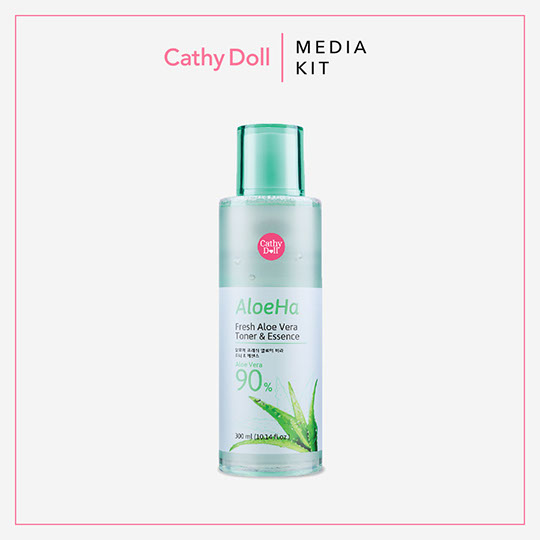 Cathy Doll
MEDIA
KIT
Cathy
Doll
AloeHa
Fresh Aloe Vera
Toner & Essence
Aloe Vera
90%
300 ml (10.14 fl.oz.)